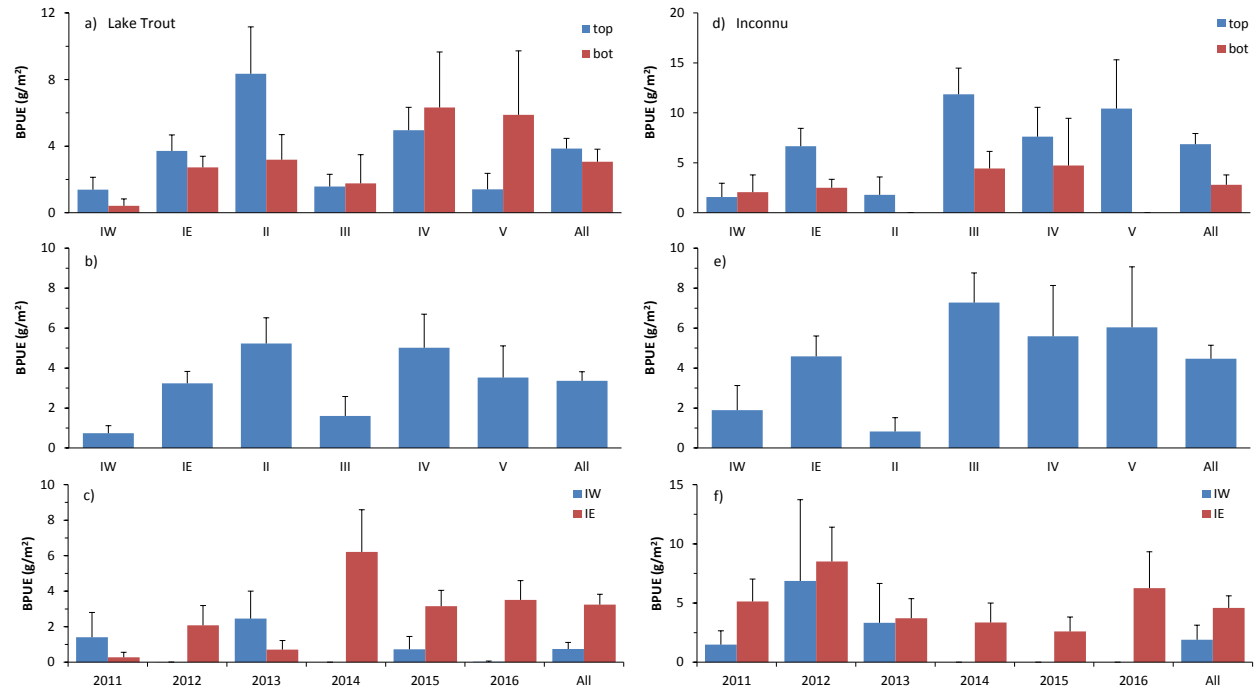 a) Lake Trout
top
bot
BPUE (g/m²)
12
8
4
0
IW IE II III IV V All
b)
BPUE (g/m²)
10
8
6
4
2
0
IW IE II III IV V All
c)
IW
IE
BPUE (g/m²)
10
8
6
4
2
0
2011 2012 2013 2014 2015 2016 All
d) Inconnu
top
bot
BPUE (g/m²)
20
15
10
5
0
IW IE II III IV V All
e)
BPUE (g/m²)
10
8
6
4
2
0
IW IE II III IV V All
f)
IW
IE
BPUE (g/m²)
15
10
5
0
2011 2012 2013 2014 2015 2016 All